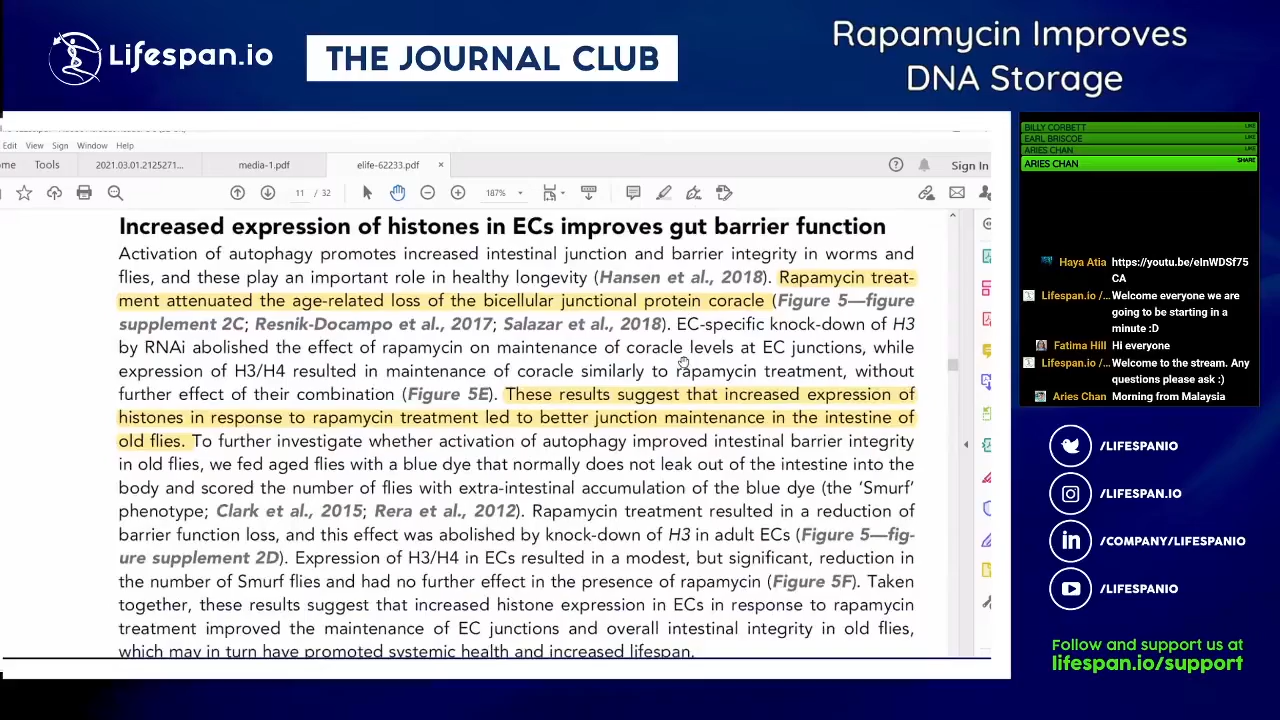 Lifespan.io
THE JOURNAL CLUB
Rapamycin Improves
DNA Storage
Edit View Sign Window Help
ome Tools 2021.03.01.2125271... media-1.pdf elife-62233.pdf × Sign In
11 / 32 187%
Increased expression of histones in ECs improves gut barrier function
Activation of autophagy promotes increased intestinal junction and barrier integrity in worms and
flies, and these play an important role in healthy longevity (Hansen et al., 2018). Rapamycin treat-
ment attenuated the age-related loss of the bicellular junctional protein coracle (Figure 5—figure
supplement 2C; Resnik-Docampo et al., 2017; Salazar et al., 2018). EC-specific knock-down of H3
by RNAi abolished the effect of rapamycin on maintenance of coracle levels at EC junctions, while
expression of H3/H4 resulted in maintenance of coracle similarly to rapamycin treatment, without
further effect of their combination (Figure 5E). These results suggest that increased expression of
histones in response to rapamycin treatment led to better junction maintenance in the intestine of
old flies. To further investigate whether activation of autophagy improved intestinal barrier integrity
in old flies, we fed aged flies with a blue dye that normally does not leak out of the intestine into the
body and scored the number of flies with extra-intestinal accumulation of the blue dye (the ‘Smurf’
phenotype; Clark et al., 2015; Rera et al., 2012). Rapamycin treatment resulted in a reduction of
barrier function loss, and this effect was abolished by knock-down of H3 in adult ECs (Figure 5—fig-
ure supplement 2D). Expression of H3/H4 in ECs resulted in a modest, but significant, reduction in
the number of Smurf flies and had no further effect in the presence of rapamycin (Figure 5F). Taken
together, these results suggest that increased histone expression in ECs in response to rapamycin
treatment improved the maintenance of EC junctions and overall intestinal integrity in old flies,
which may in turn have promoted systemic health and increased lifespan.
BILLY CORBETT LIKE
EARL BRISCOE LIKE
ARIES CHAN LIKE
ARIES CHAN SHARE
Haya Atia https://youtu.be/eInWDSf75
CA
Lifespan.io /... Welcome everyone we are
going to be starting in a
minute :D
Fatima Hill Hi everyone
Lifespan.io /... Welcome to the stream. Any
questions please ask :)
Aries Chan Morning from Malaysia
/LIFESPANIO
/LIFESPAN.IO
/COMPANY/LIFESPANIO
/LIFESPANIO
Follow and support us at
lifespan.io/support